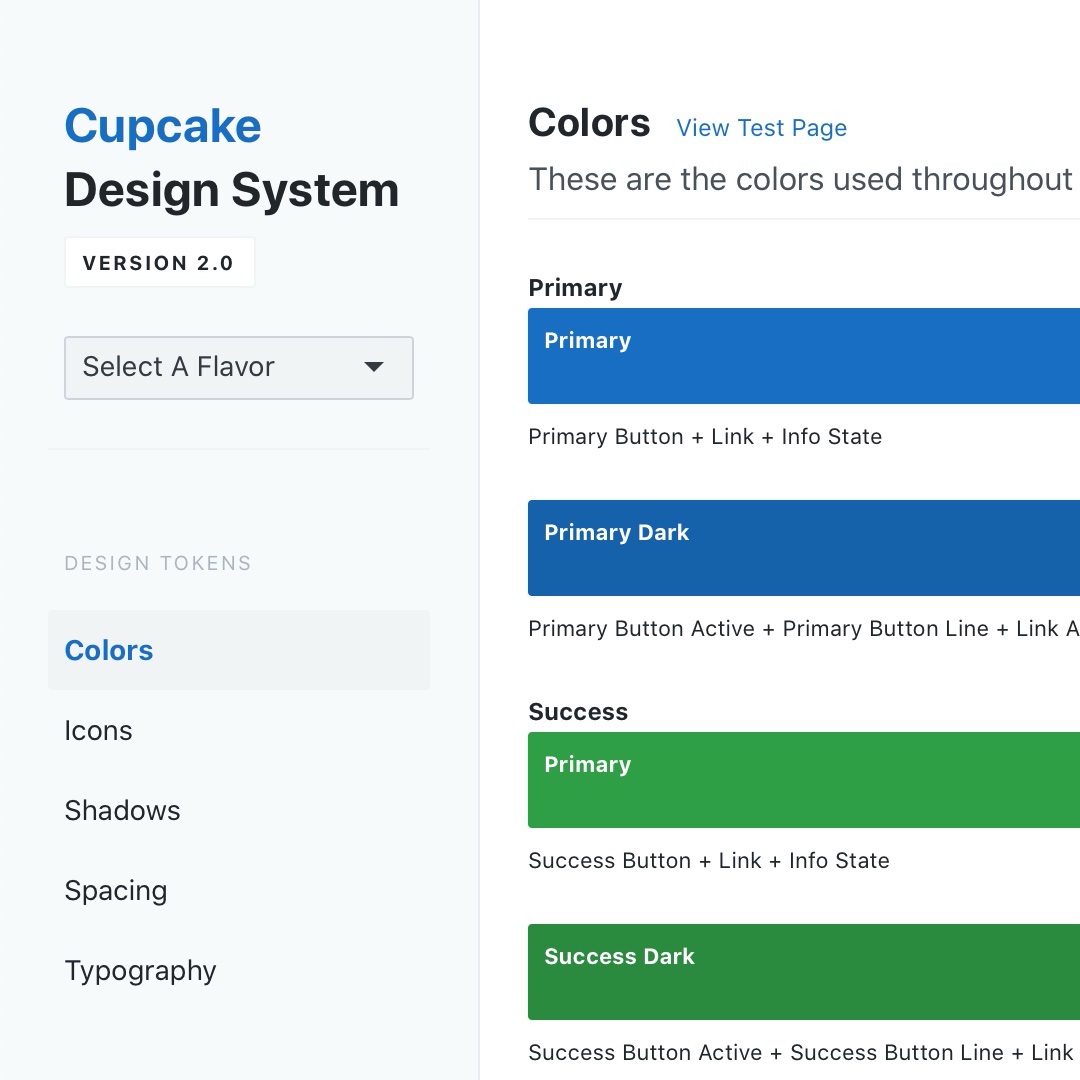 Cupcake
Design System
VERSION 2.0
Select A Flavor
DESIGN TOKENS
Colors
Icons
Shadows
Spacing
Typography
Colors View Test Page
These are the colors used throughout
Primary
Primary
Primary Button + Link + Info State
Primary Dark
Primary Button Active + Primary Button Line + Link A
Success
Primary
Success Button + Link + Info State
Success Dark
Success Button Active + Success Button Line + Link